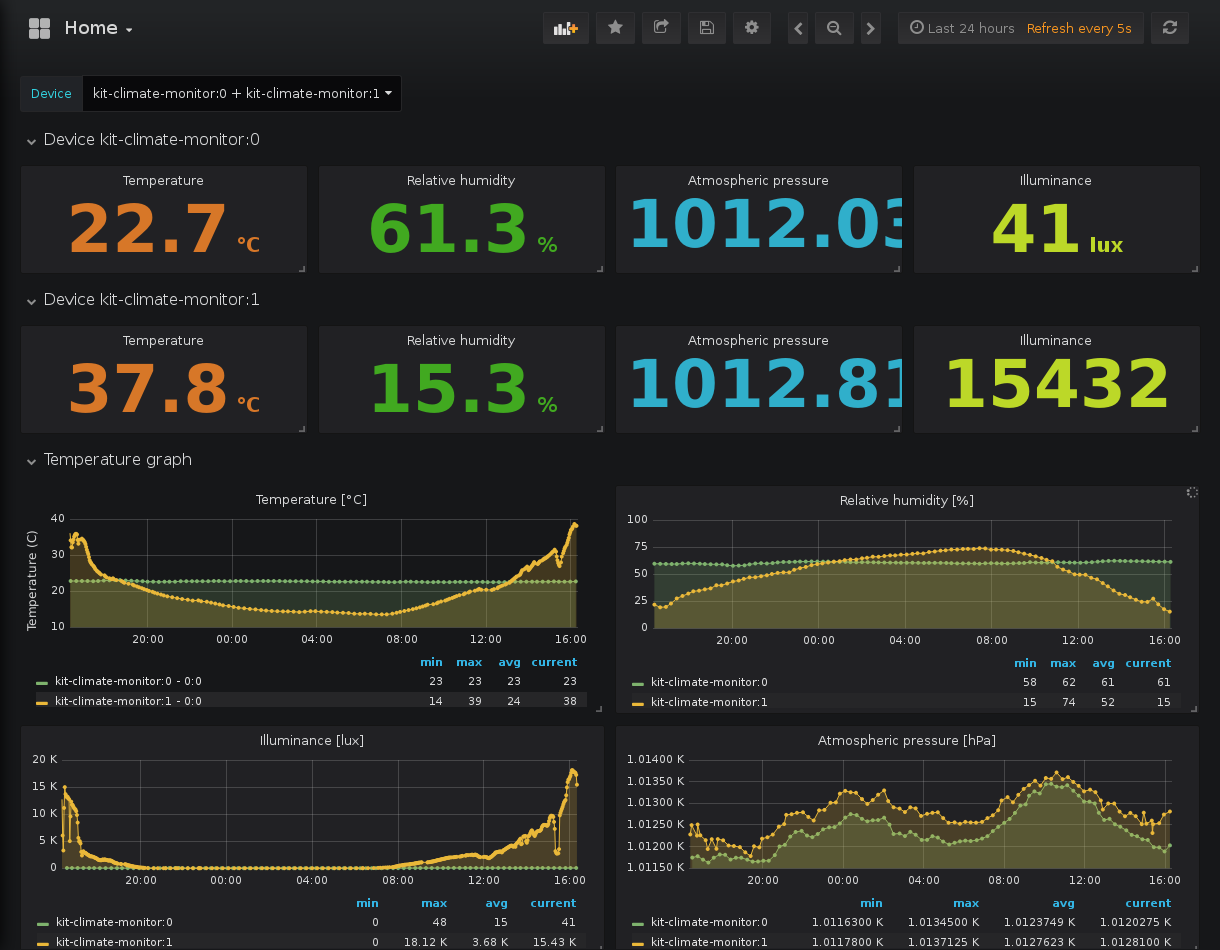 Home
Last 24 hours Refresh every 5s
Device kit-climate-monitor:0 + kit-climate-monitor:1
Device kit-climate-monitor:0
Temperature Relative humidity Atmospheric pressure Illuminance
22.7 °C 61.3 % 1012.03 41 lux
Device kit-climate-monitor:1
Temperature Relative humidity Atmospheric pressure Illuminance
37.8 °C 15.3 % 1012.81 15432
Temperature graph
Temperature [°C]
Temperature (C)
40
30
20
10
20:00 00:00 04:00 08:00 12:00 16:00
min max avg current
kit-climate-monitor:0 - 0:0 23 23 23 23
kit-climate-monitor:1 - 0:0 14 39 24 38
Relative humidity [%]
100
75
50
25
0
20:00 00:00 04:00 08:00 12:00 16:00
min max avg current
kit-climate-monitor:0 58 62 61 61
kit-climate-monitor:1 15 74 52 15
Illuminance [lux]
20 K
15 K
10 K
5 K
0
20:00 00:00 04:00 08:00 12:00 16:00
min max avg current
kit-climate-monitor:0 0 48 15 41
kit-climate-monitor:1 0 18.12 K 3.68 K 15.43 K
Atmospheric pressure [hPa]
1.01400 K
1.01350 K
1.01300 K
1.01250 K
1.01200 K
1.01150 K
20:00 00:00 04:00 08:00 12:00 16:00
min max avg current
kit-climate-monitor:0 1.0116300 K 1.0134500 K 1.0123749 K 1.0120275 K
kit-climate-monitor:1 1.0117800 K 1.0137125 K 1.0127623 K 1.0128100 K